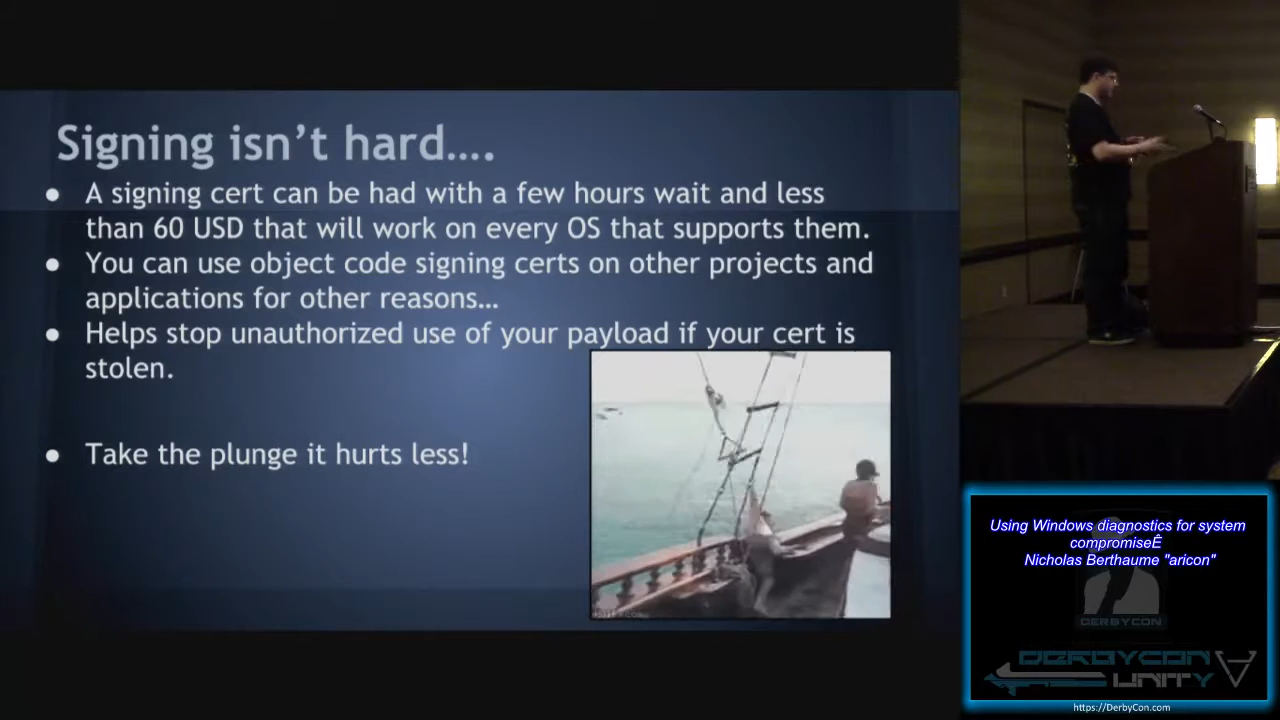 Signing isn't hard....
● A signing cert can be had with a few hours wait and less
than 60 USD that will work on every OS that supports them.
● You can use object code signing certs on other projects and
applications for other reasons…
● Helps stop unauthorized use of your payload if your cert is
stolen.
● Take the plunge it hurts less!
Using Windows diagnostics for system
compromiseÊ
Nicholas Berthaume "aricon"
DERBYCON
DERBYCON
UNITY
https://DerbyCon.com